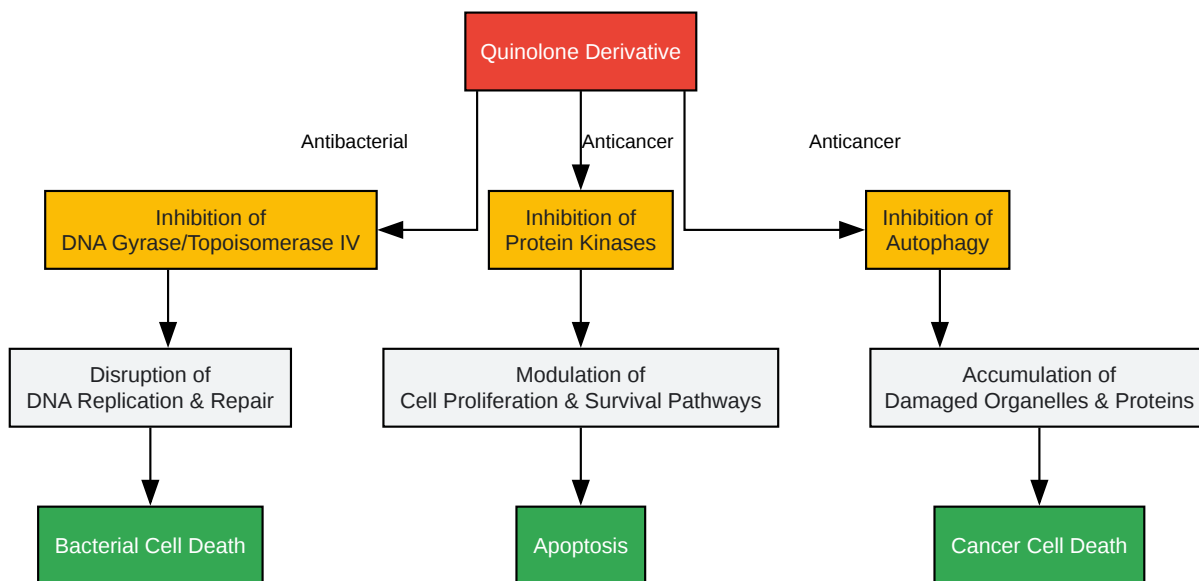 Quinolone Derivative
Antibacterial
Anticancer
Anticancer
Inhibition of
DNA Gyrase/Topoisomerase IV
Inhibition of
Protein Kinases
Inhibition of
Autophagy
Disruption of
DNA Replication & Repair
Modulation of
Cell Proliferation & Survival Pathways
Accumulation of
Damaged Organelles & Proteins
Bacterial Cell Death
Apoptosis
Cancer Cell Death